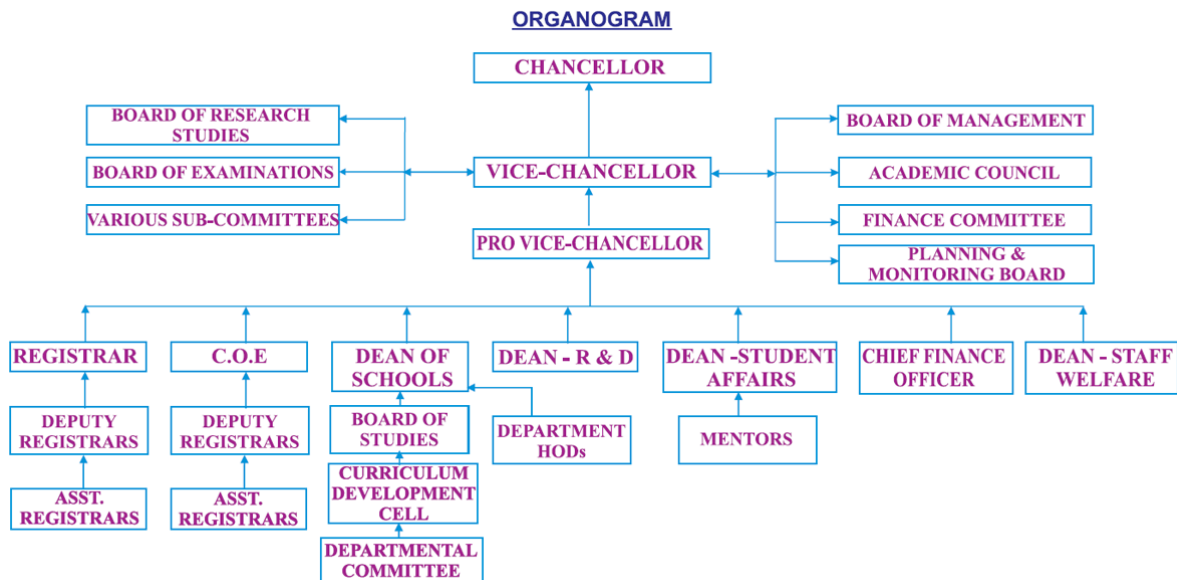 ORGANOGRAM
CHANCELLOR
BOARD OF RESEARCH
STUDIES
BOARD OF EXAMINATIONS
VARIOUS SUB-COMMITTEES
VICE-CHANCELLOR
BOARD OF MANAGEMENT
ACADEMIC COUNCIL
FINANCE COMMITTEE
PLANNING &
MONITORING BOARD
PRO VICE-CHANCELLOR
REGISTRAR
DEPUTY
REGISTRARS
ASST.
REGISTRARS
C.O.E
DEPUTY
REGISTRARS
ASST.
REGISTRARS
DEAN OF
SCHOOLS
BOARD OF
STUDIES
CURRICULUM
DEVELOPMENT
CELL
DEPARTMENTAL
COMMITTEE
DEAN - R & D
DEPARTMENT
HODs
DEAN -STUDENT
AFFAIRS
MENTORS
CHIEF FINANCE
OFFICER
DEAN - STAFF
WELFARE